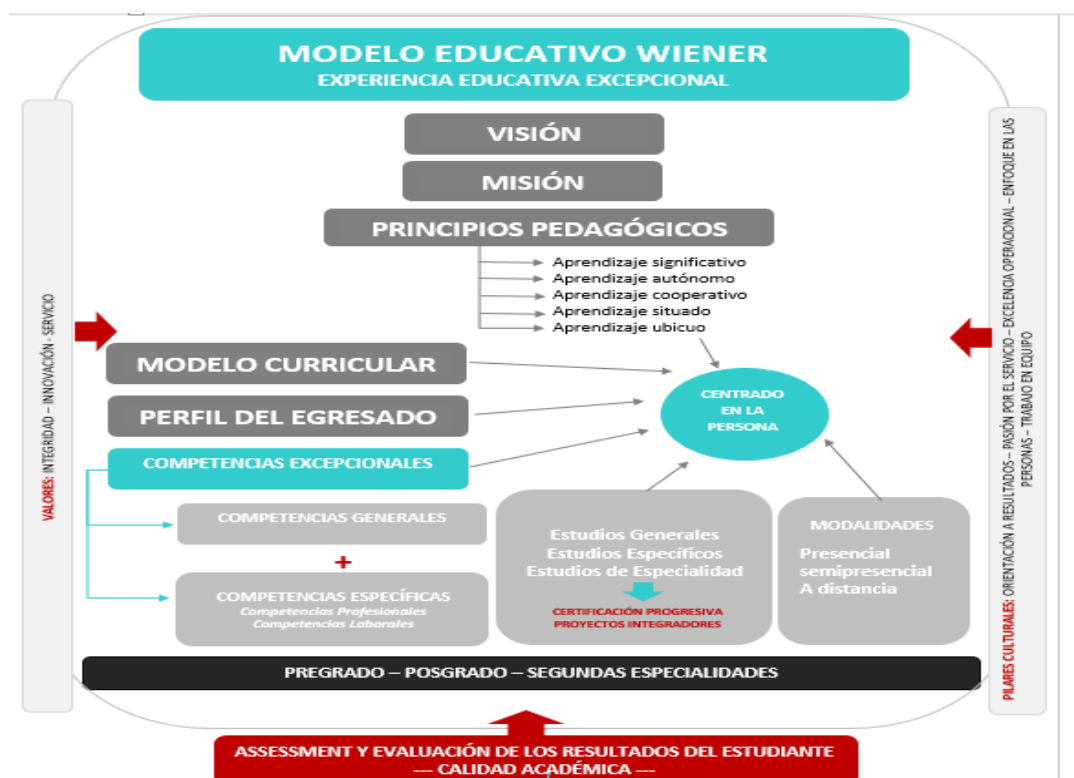 MODELO EDUCATIVO WIENER
EXPERIENCIA EDUCATIVA EXCEPCIONAL
VISIÓN
MISIÓN
PRINCIPIOS PEDAGÓGICOS
Aprendizaje significativo
Aprendizaje autónomo
Aprendizaje cooperativo
Aprendizaje situado
Aprendizaje ubicuo
VALORES: INTEGRIDAD – INNOVACIÓN - SERVICIO
PILARES CULTURALES: ORIENTACIÓN A RESULTADOS – PASIÓN POR EL SERVICIO – EXCELENCIA OPERACIONAL – ENFOQUE EN LAS
PERSONAS – TRABAJO EN EQUIPO
MODELO CURRICULAR
PERFIL DEL EGRESADO
COMPETENCIAS EXCEPCIONALES
CENTRADO
EN LA
PERSONA
COMPETENCIAS GENERALES
+
COMPETENCIAS ESPECÍFICAS
Competencias Profesionales
Competencias Laborales
Estudios Generales
Estudios Específicos
Estudios de Especialidad
CERTIFICACIÓN PROGRESIVA
PROYECTOS INTEGRADORES
MODALIDADES
Presencial
semipresencial
A distancia
PREGRADO – POSGRADO – SEGUNDAS ESPECIALIDADES
ASSESSMENT Y EVALUACIÓN DE LOS RESULTADOS DEL ESTUDIANTE
--- CALIDAD ACADÉMICA ---